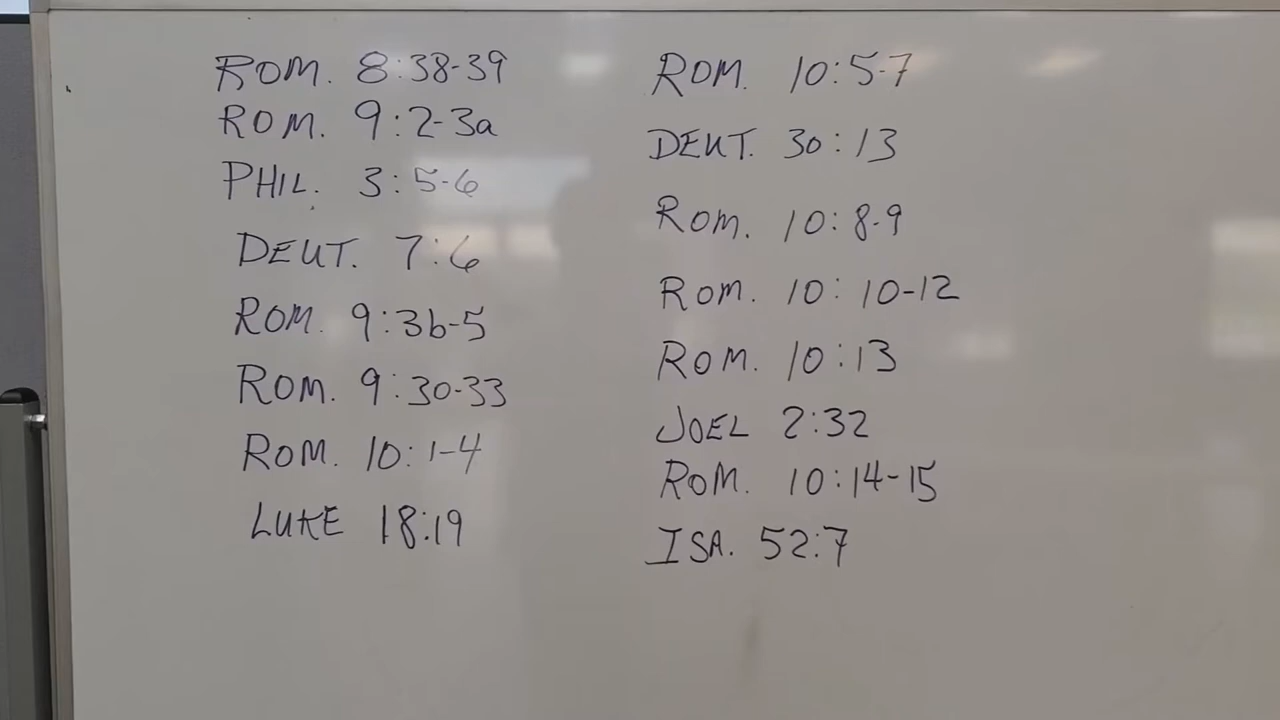 ROM. 8:38-39
ROM. 9:2-3a
PHIL. 3:5-6
DEUT. 7:6
ROM. 9:3b-5
ROM. 9:30-33
ROM. 10:1-4
LUKE 18:19
ROM. 10:5-7
DEUT. 30:13
ROM. 10:8-9
ROM. 10:10-12
ROM. 10:13
JOEL 2:32
ROM. 10:14-15
ISA. 52:7